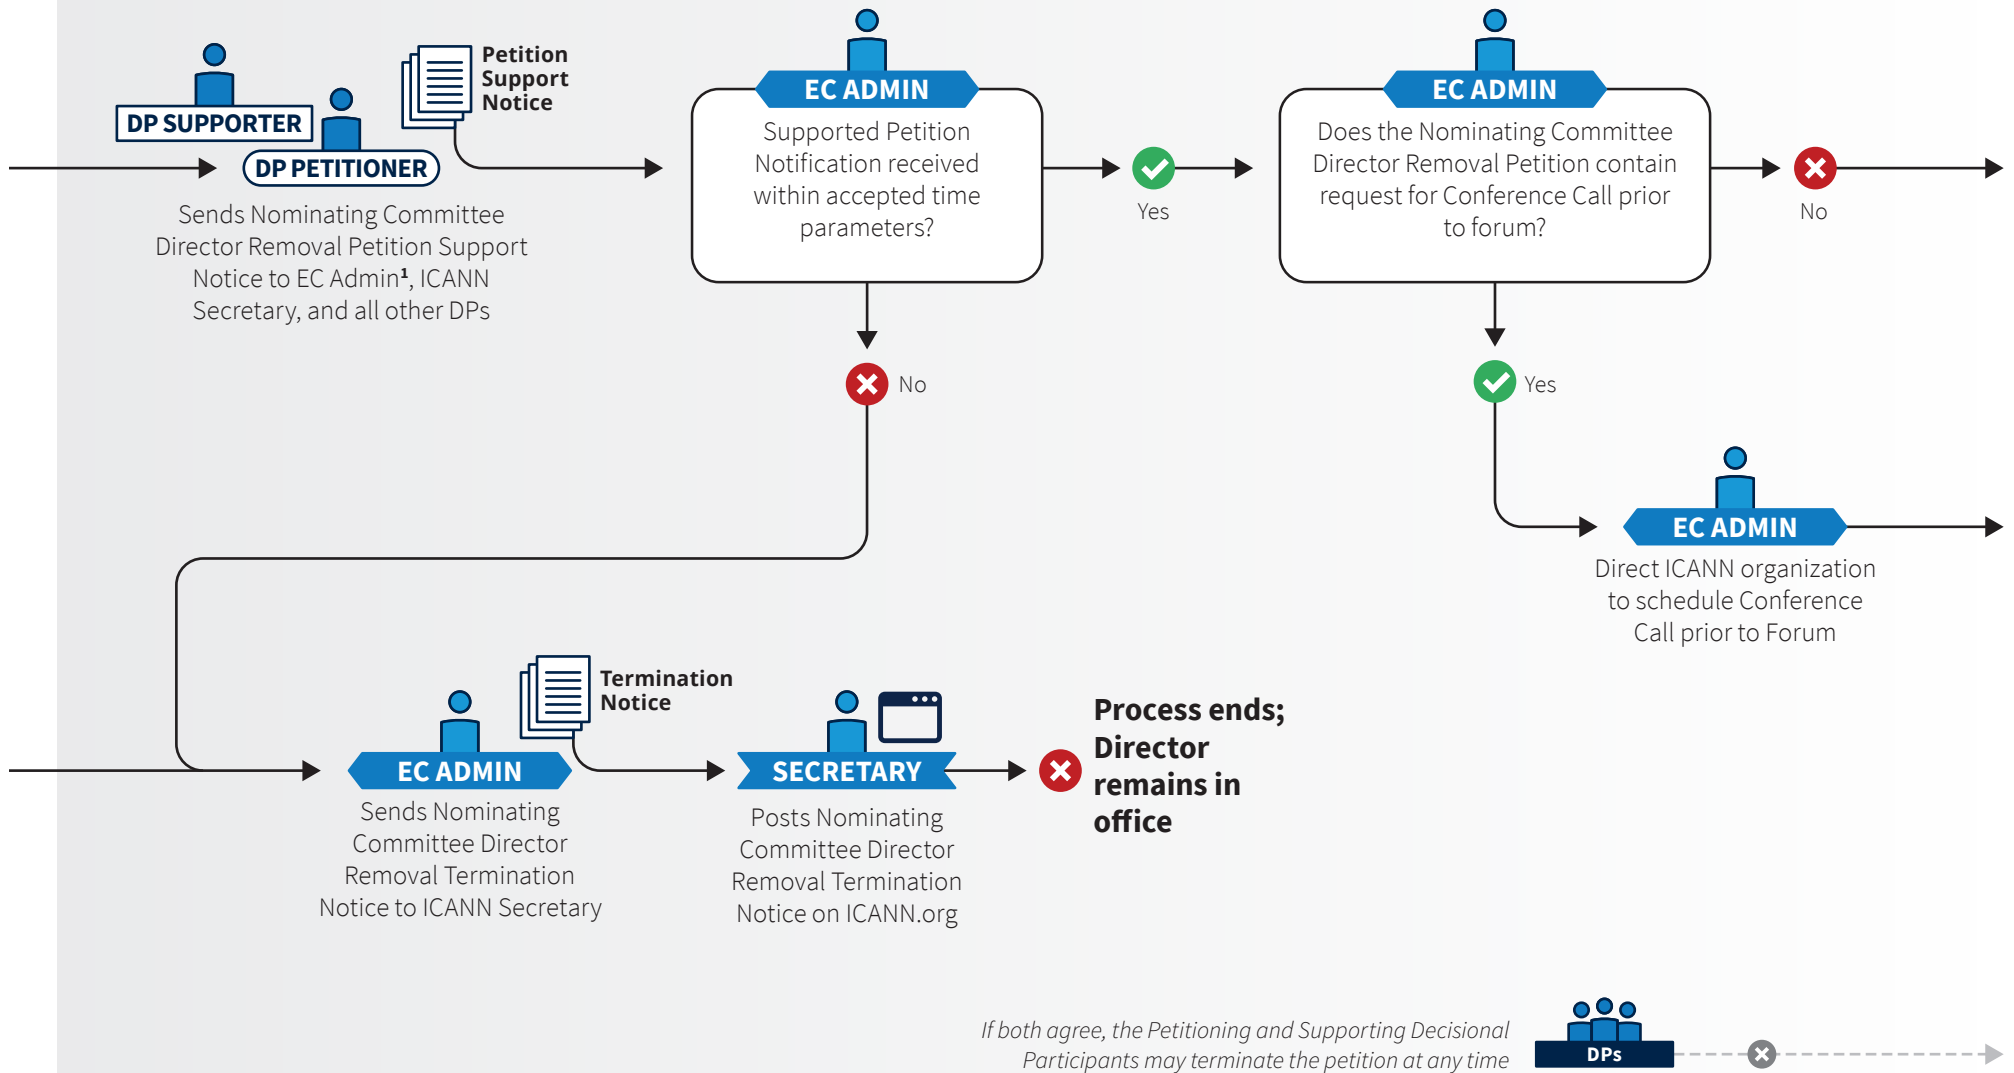 DP SUPPORTER
DP PETITIONER
Sends Nominating Committee
Director Removal Petition Support
Notice to EC Admin¹, ICANN
Secretary, and all other DPs
Petition
Support
Notice
EC ADMIN
Supported Petition
Notification received
within accepted time
parameters?
Yes
No
EC ADMIN
Does the Nominating Committee
Director Removal Petition contain
request for Conference Call prior
to forum?
No
Yes
EC ADMIN
Direct ICANN organization
to schedule Conference
Call prior to Forum
EC ADMIN
Sends Nominating
Committee Director
Removal Termination
Notice to ICANN Secretary
Termination
Notice
SECRETARY
Posts Nominating
Committee Director
Removal Termination
Notice on ICANN.org
Process ends;
Director
remains in
office
If both agree, the Petitioning and Supporting Decisional
Participants may terminate the petition at any time
DPs